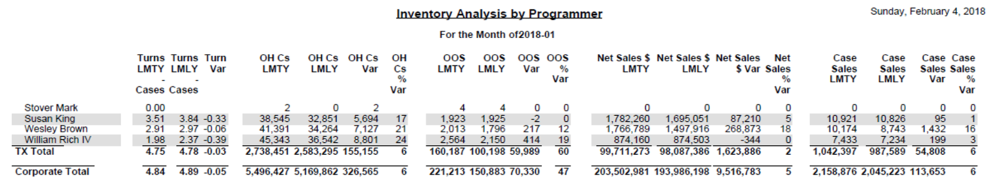 Inventory Analysis by Programmer
Sunday, February 4, 2018
For the Month of2018-01
Turns Turns Turn OH Cs OH Cs OH Cs OH OOS OOS OOS OOS Net Sales $ Net Sales $ Net Sales Net Case Case Case Case
LMTY LMLY Var LMTY LMLY Var Cs LMTY LMLY Var % LMTY LMLY $ Var Sales Sales Sales Sales Sales
- - % Var % LMTY LMLY Var %
Cases Cases Var Var Var
Stover Mark 0.00 2 0 2 4 4 0 0 0 0 0 0 0 0 0 0
Susan King 3.51 3.84 -0.33 38,545 32,851 5,694 17 1,923 1,925 -2 0 1,782,260 1,695,051 87,210 5 10,921 10,826 95 1
Wesley Brown 2.91 2.97 -0.06 41,391 34,264 7,127 21 2,013 1,796 217 12 1,766,789 1,497,916 268,873 18 10,174 8,743 1,432 16
William Rich IV 1.98 2.37 -0.39 45,343 36,542 8,801 24 2,564 2,150 414 19 874,160 874,503 -344 0 7,433 7,234 199 3
TX Total 4.75 4.78 -0.03 2,738,451 2,583,295 155,155 6 160,187 100,198 59,989 60 99,711,273 98,087,386 1,623,886 2 1,042,397 987,589 54,808 6
Corporate Total 4.84 4.89 -0.05 5,496,427 5,169,862 326,565 6 221,213 150,883 70,330 47 203,502,981 193,986,198 9,516,783 5 2,158,876 2,045,223 113,653 6